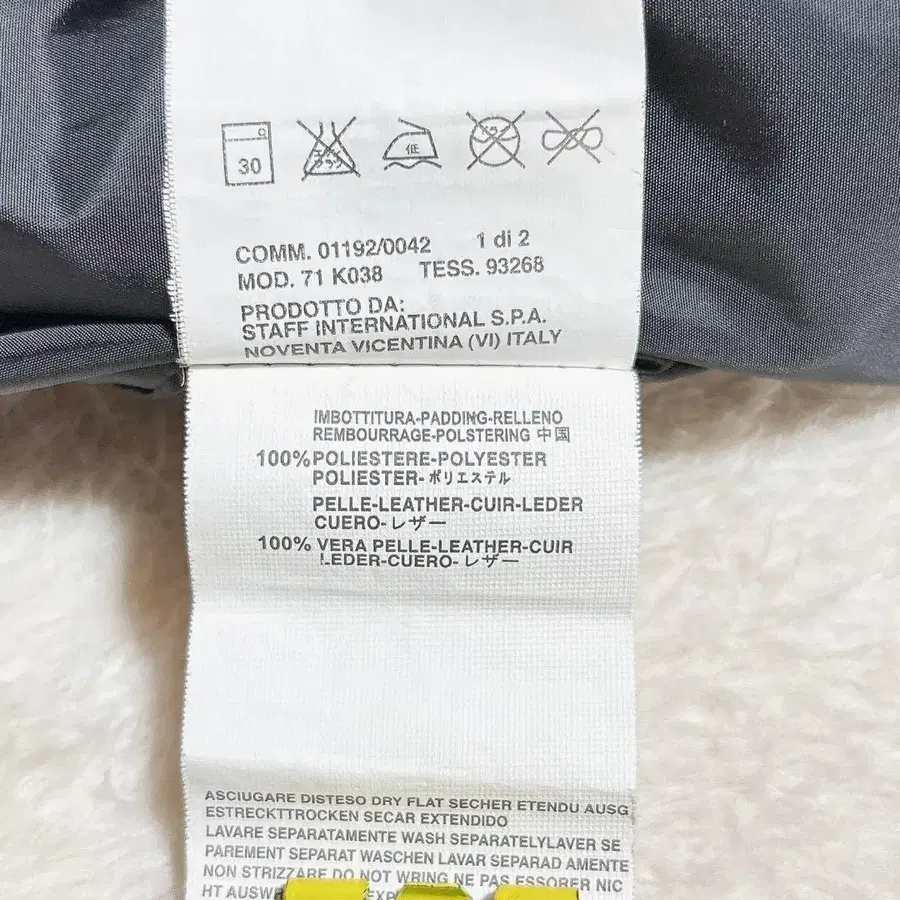 30
低
COMM. 01192/0042 1 di 2
MOD. 71 K038 TESS. 93268
PRODOTTO DA:
STAFF INTERNATIONAL S.P.A.
NOVENTA VICENTINA (VI) ITALY
IMBOTTITURA-PADDING-RELLENO
REMBOURRAGE-POLSTERING 中国
100% POLIESTERE-POLYESTER
POLIESTER-ポリエステル
PELLE-LEATHER-CUIR-LEDER
CUERO-レザー
100% VERA PELLE-LEATHER-CUIR
LEDER-CUERO-レザー
ASCIUGARE DISTESO DRY FLAT SECHER ETENDU AUSG
ESTRECKTTROCKEN SECAR EXTENDIDO
LAVARE SEPARATAMENTE WASH SEPARATELYLAVER SE
PAREMENT SEPARAT WASCHEN LAVAR SEPARAD AMENTE
NON STRIZZARE DO NOT WRING NE PAS ESSORER NIC
HT AUSW